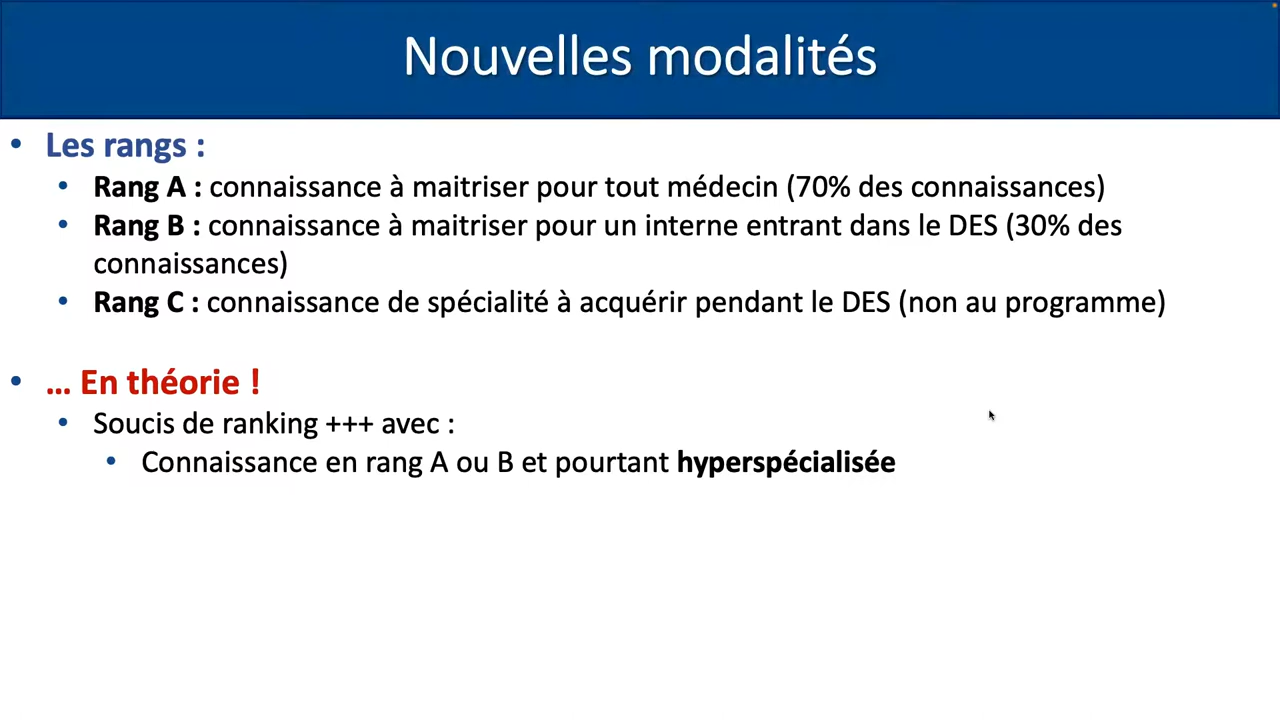 Nouvelles modalités
• Les rangs :
• Rang A : connaissance à maitriser pour tout médecin (70% des connaissances)
• Rang B : connaissance à maitriser pour un interne entrant dans le DES (30% des
connaissances)
• Rang C : connaissance de spécialité à acquérir pendant le DES (non au programme)
• … En théorie !
• Soucis de ranking +++ avec :
• Connaissance en rang A ou B et pourtant hyperspécialisée